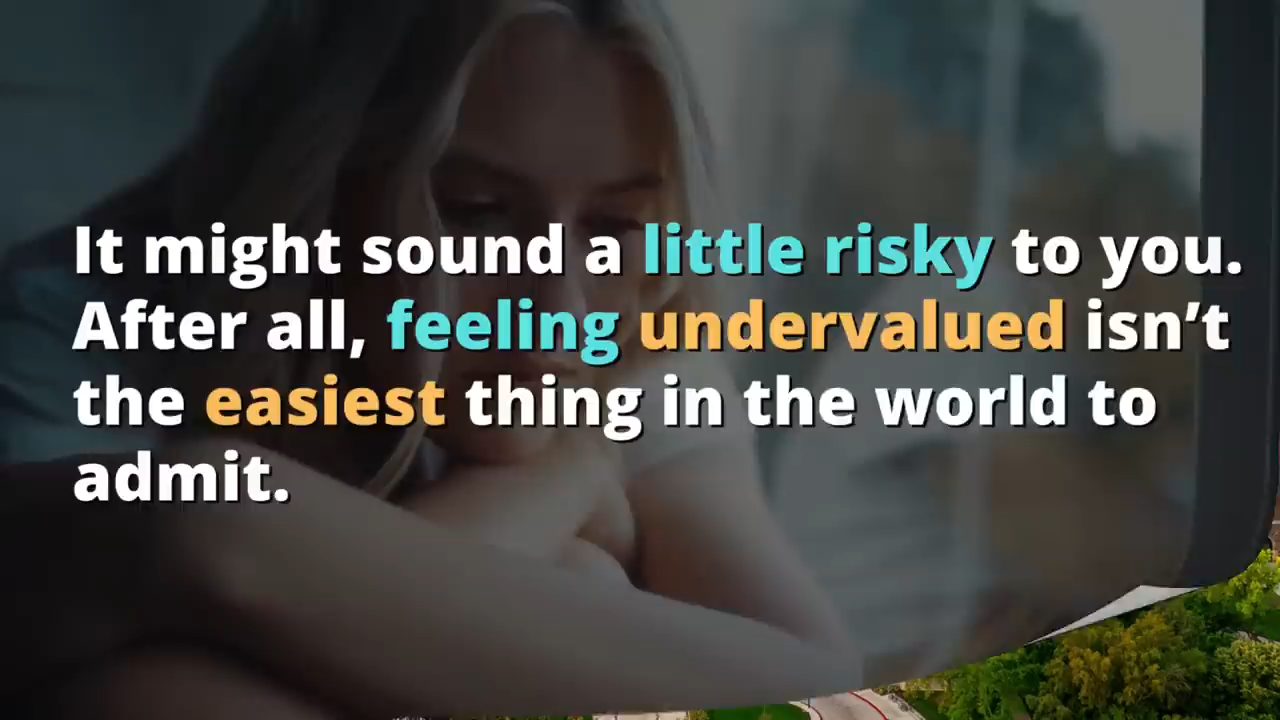 It might sound a little risky to you.
After all, feeling undervalued isn’t
the easiest thing in the world to
admit.